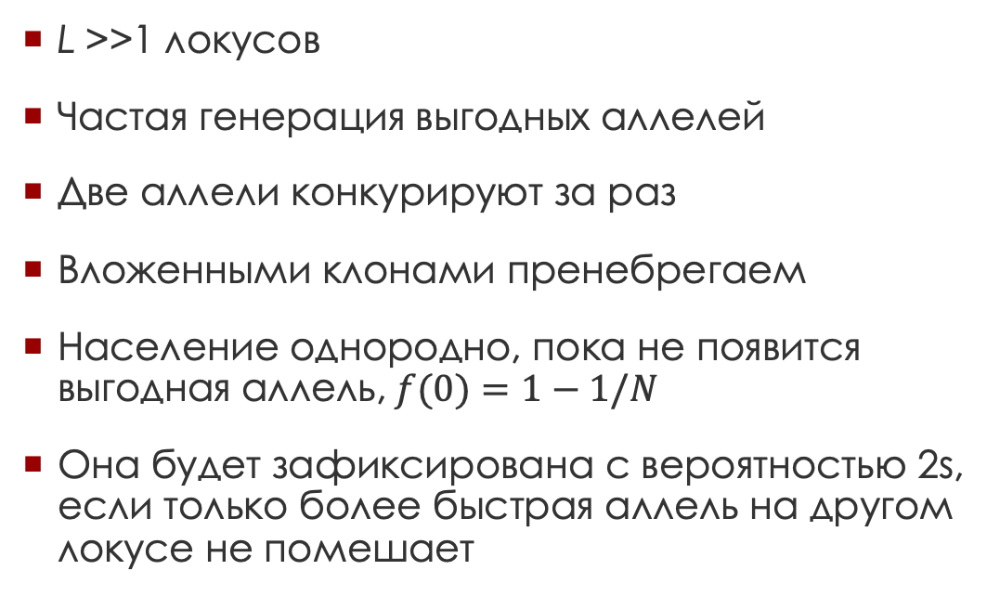 ▪ L >>1 локусов
▪ Частая генерация выгодных аллелей
▪ Две аллели конкурируют за раз
▪ Вложенными клонами пренебрегаем
▪ Население однородно, пока не появится
выгодная аллель, f(0) = 1 − 1/N
▪ Она будет зафиксирована с вероятностью 2s,
если только более быстрая аллель на другом
локусе не помешает